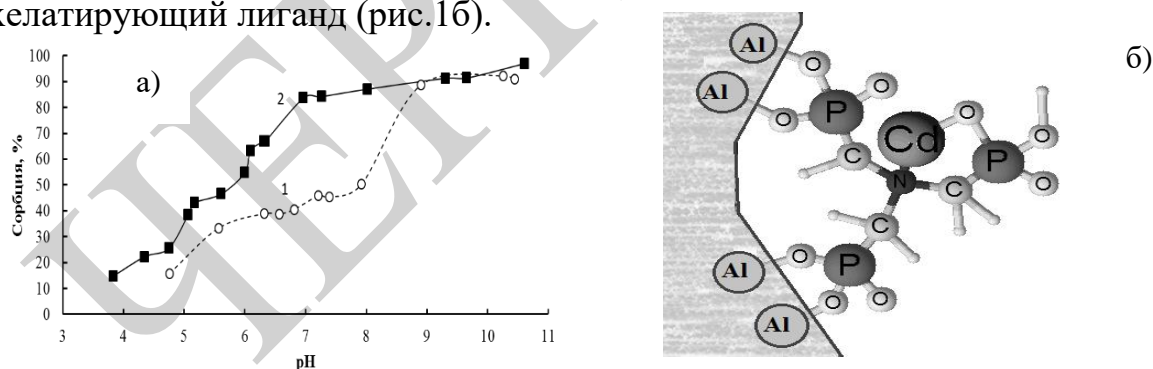 хелатирующий лиганд (рис.1б).
100
90
80
70
60
50
40
30
20
10
0
Сорбция, %
а)
2
1
3 4 5 6 7 8 9 10 11
pH
ЧЕР
б)
Al
Al
O
O
P
O
Cd
O
P
O
O
C
N
C
C
O
P
O
O
Al
Al